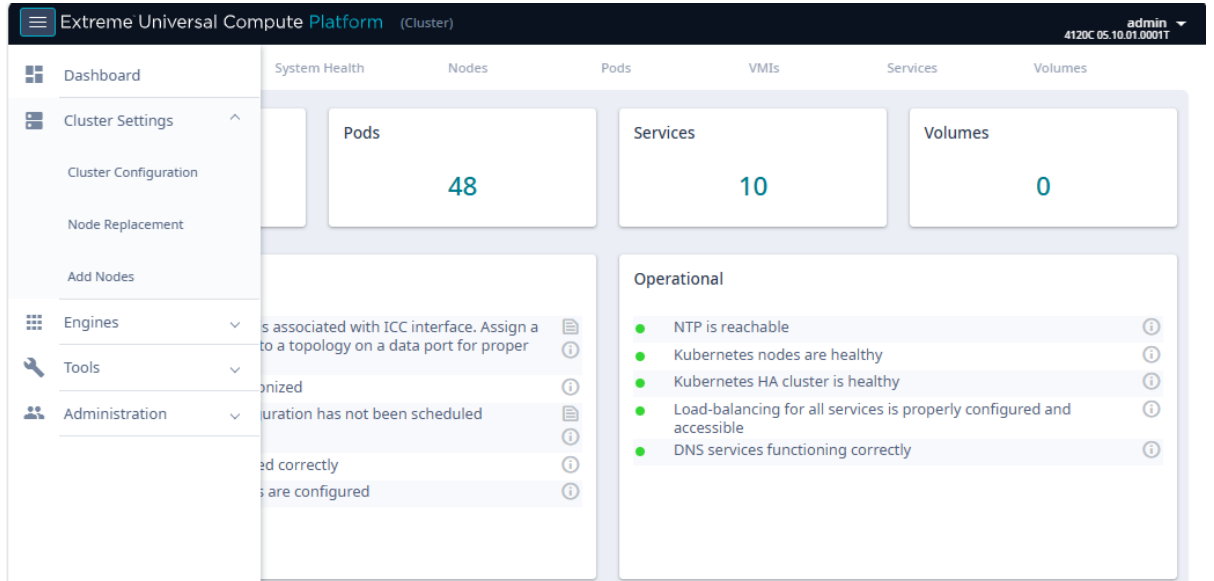 Extreme Universal Compute Platform (Cluster)
admin
4120C 05.10.01.0001T
Dashboard
Cluster Settings
Cluster Configuration
Node Replacement
Add Nodes
Engines
Tools
Administration
System Health Nodes Pods VMIs Services Volumes
Pods
48
Services
10
Volumes
0
s associated with ICC interface. Assign a
to a topology on a data port for proper
onized
uration has not been scheduled
ed correctly
s are configured
Operational
NTP is reachable
Kubernetes nodes are healthy
Kubernetes HA cluster is healthy
Load-balancing for all services is properly configured and
accessible
DNS services functioning correctly